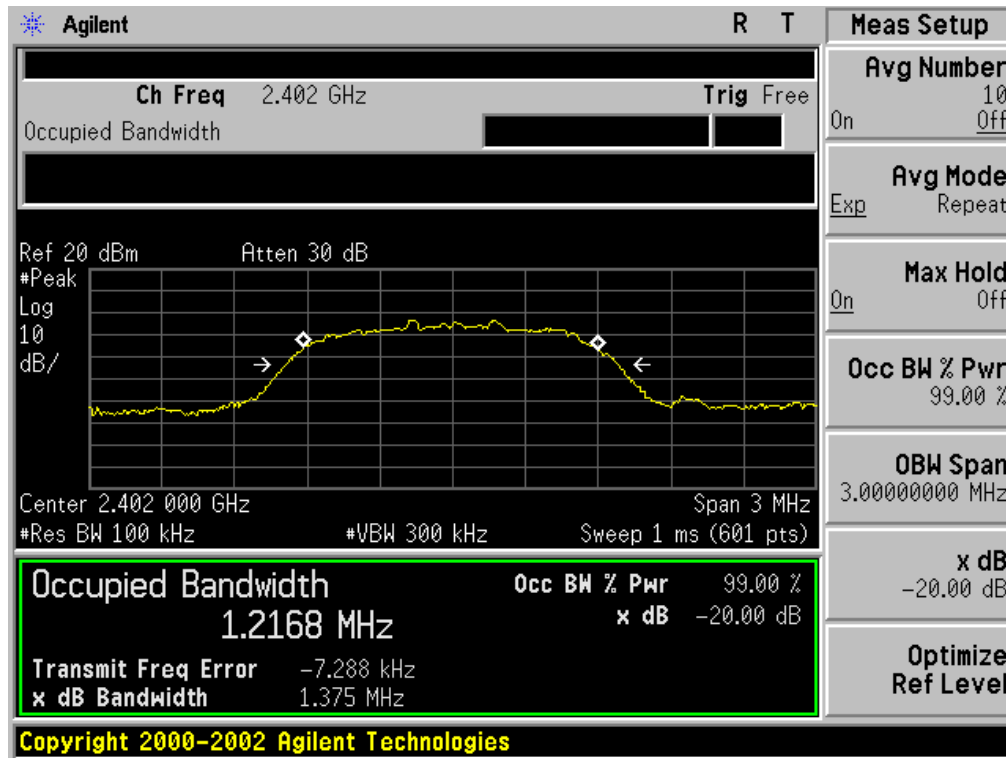 Agilent R T Meas Setup
Ch Freq 2.402 GHz Trig Free
Occupied Bandwidth
Avg Number
10
On Off
Avg Mode
Exp Repeat
Max Hold
On Off
Occ BW % Pwr
99.00 %
OBW Span
3.00000000 MHz
x dB
-20.00 dB
Optimize
Ref Level
Ref 20 dBm Atten 30 dB
#Peak
Log
10
dB/
Center 2.402 000 GHz Span 3 MHz
#Res BW 100 kHz #VBW 300 kHz Sweep 1 ms (601 pts)
Occupied Bandwidth Occ BW % Pwr 99.00 %
1.2168 MHz x dB -20.00 dB
Transmit Freq Error -7.288 kHz
x dB Bandwidth 1.375 MHz
Copyright 2000-2002 Agilent Technologies